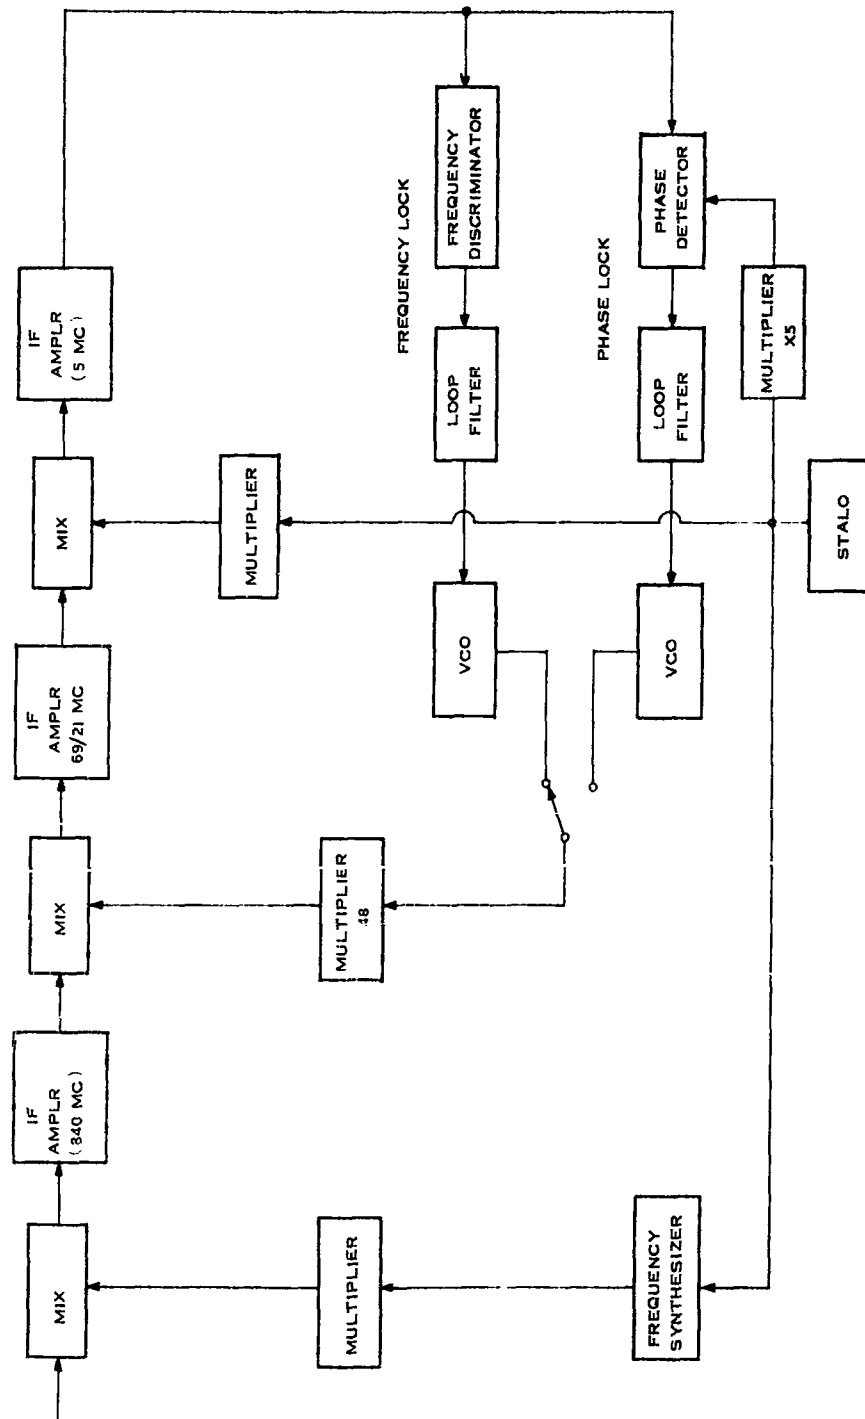 MIX
IF
AMPLR
(340 MC)
MIX
IF
AMPLR
69/21 MC
MIX
IF
AMPLR
(5 MC)
MULTIPLIER
MULTIPLIER
48
MULTIPLIER
FREQUENCY LOCK
VCO
LOOP
FILTER
FREQUENCY
DISCRIMINATOR
PHASE LOCK
FREQUENCY
SYNTHESIZER
VCO
LOOP
FILTER
PHASE
DETECTOR
MULTIPLIER
X5
STALO